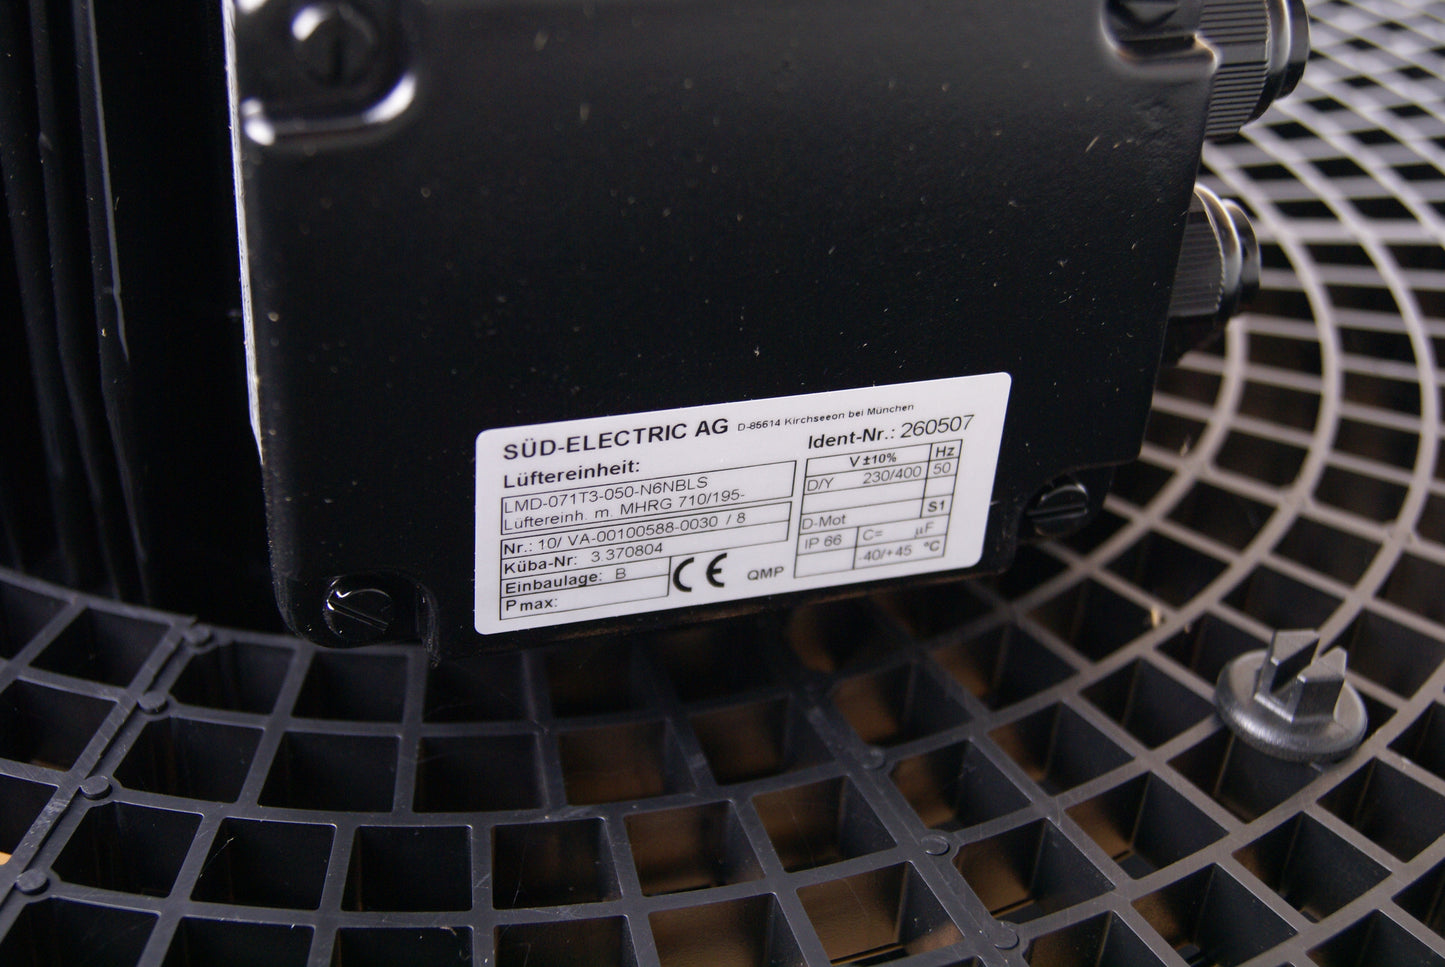 SÜD-ELECTRIC AG D-85614 Kirchseeon bei München
Lüftereinheit:
LMD-071T3-050-N6NBLS
Lüftereinh. m. MHRG 710/195-
Nr.: 10/ VA-00100588-0030 / 8
Küba-Nr: 3.370804
Einbaulage: B
P max:
CE QMP
Ident-Nr.: 260507
V ±10% Hz
D/Y 230/400 50
D-Mot S1
IP 66 C= µF
-40/+45 °C